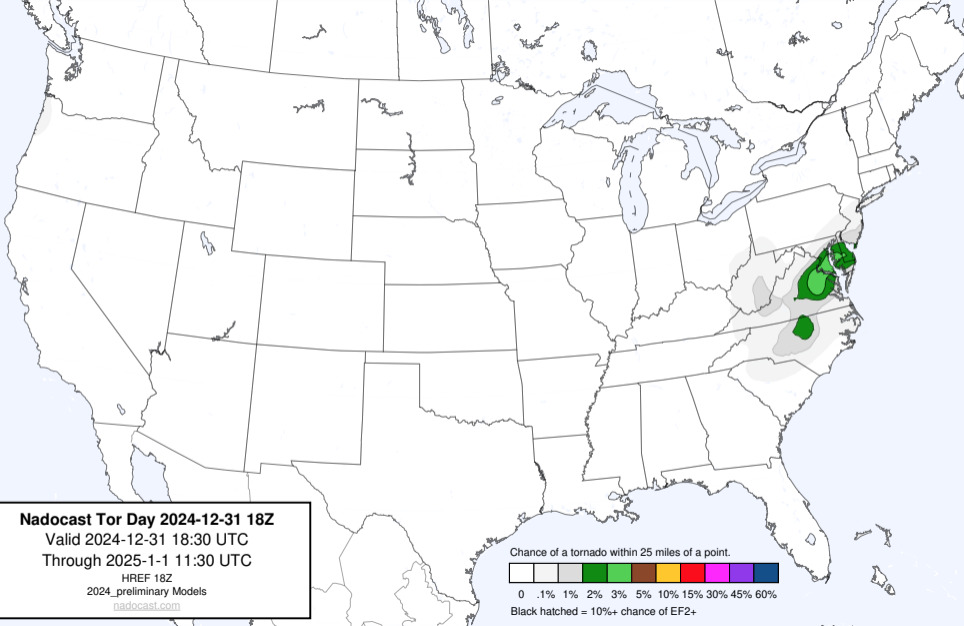 Nadocast Tor Day 2024-12-31 18Z
Valid 2024-12-31 18:30 UTC
Through 2025-1-1 11:30 UTC
HREF 18Z
2024_preliminary Models
nadocast.com
Chance of a tornado within 25 miles of a point.
0 .1% 1% 2% 3% 5% 10% 15% 30% 45% 60%
Black hatched = 10%+ chance of EF2+